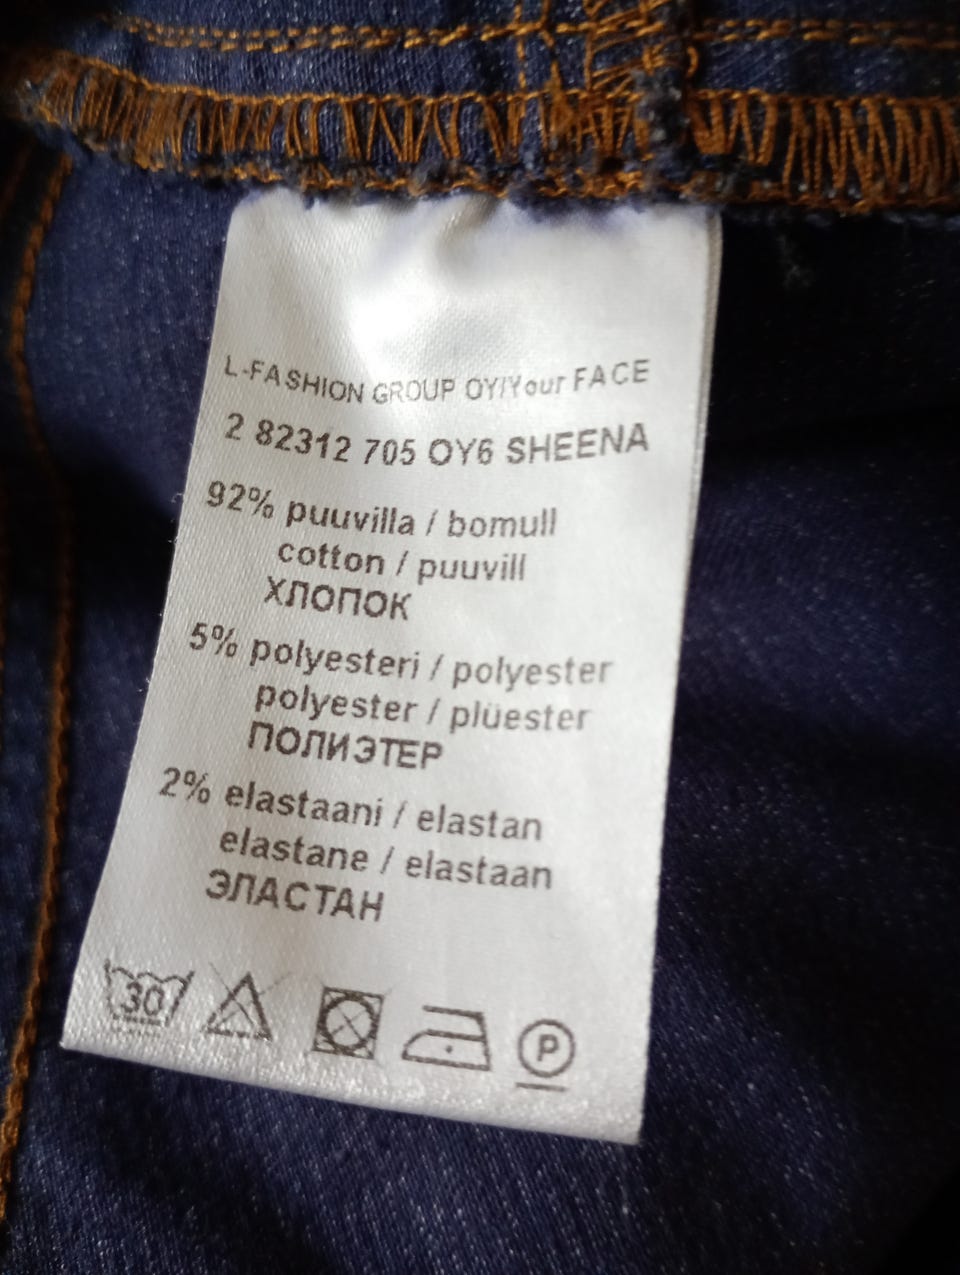 L-FASHION GROUP OY/Your FACE
2 82312 705 OY6 SHEENA
92% puuvilla / bomull
cotton / puuvill
ХЛОПОК
5% polyesteri / polyester
polyester / plüester
ПОЛИЭТЕР
2% elastaani / elastan
elastane / elastaan
ЭЛАСТАН
30 P